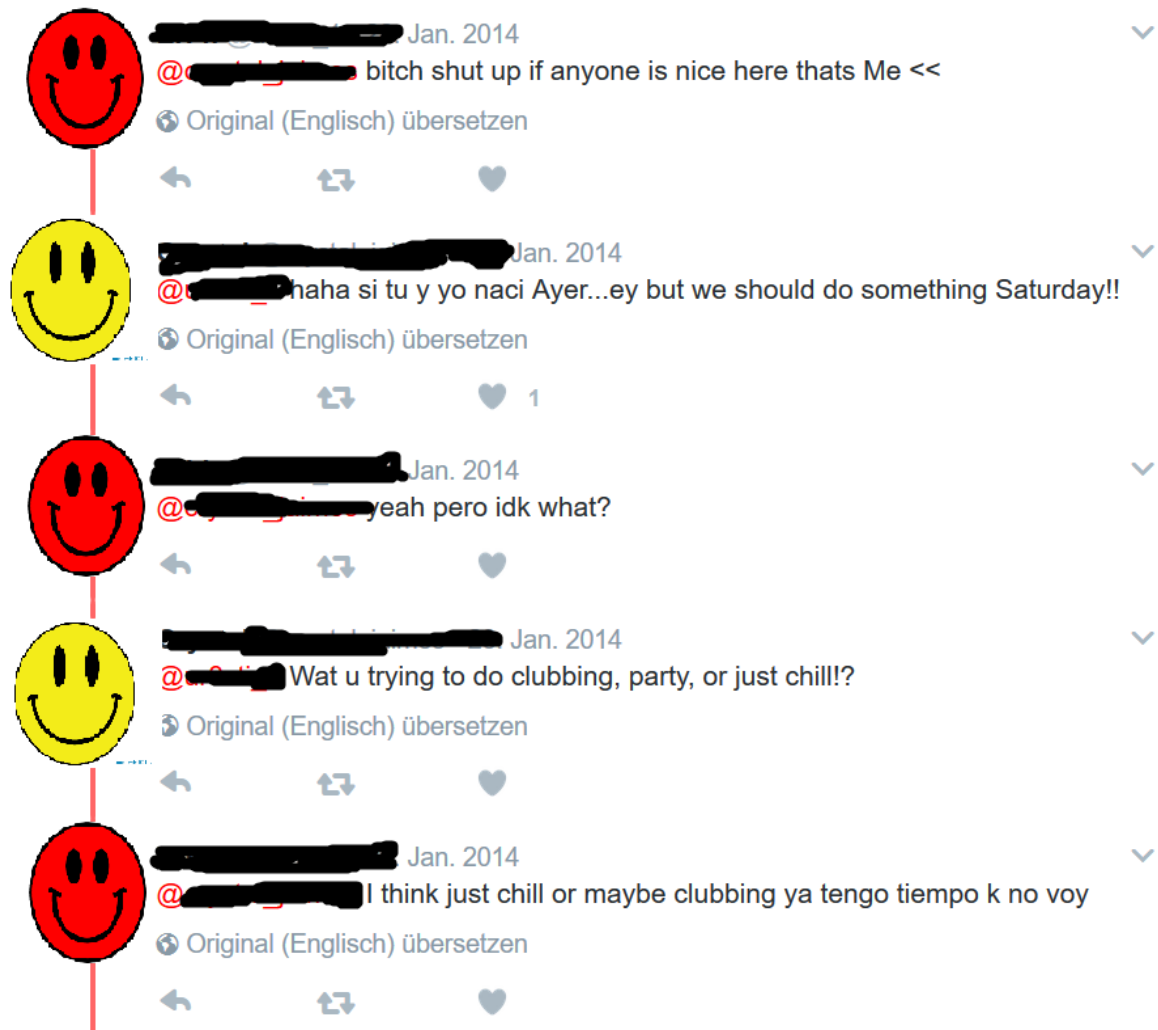 Jan. 2014
bitch shut up if anyone is nice here thats Me <<
Original (Englisch) übersetzen
Jan. 2014
haha si tu y yo naci Ayer...ey but we should do something Saturday!!
Original (Englisch) übersetzen
1
Jan. 2014
yeah pero idk what?
Jan. 2014
Wat u trying to do clubbing, party, or just chill!?
Original (Englisch) übersetzen
Jan. 2014
I think just chill or maybe clubbing ya tengo tiempo k no voy
Original (Englisch) übersetzen